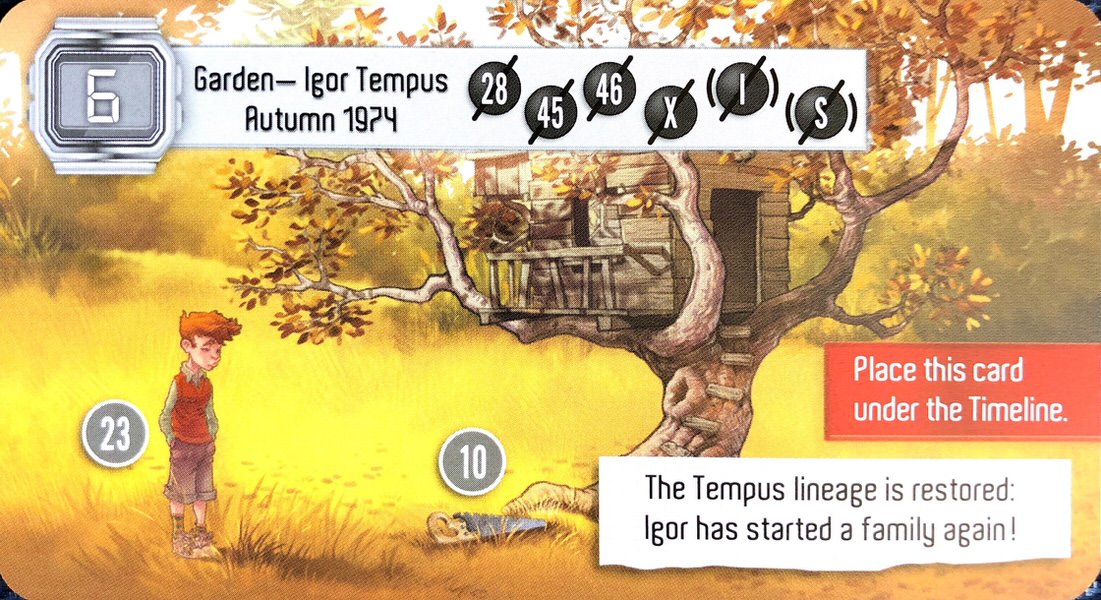 6
Garden— Igor Tempus
Autumn 1974
28 45 46 X (I) (S)
23
10
Place this card
under the Timeline.
The Tempus lineage is restored:
Igor has started a family again!